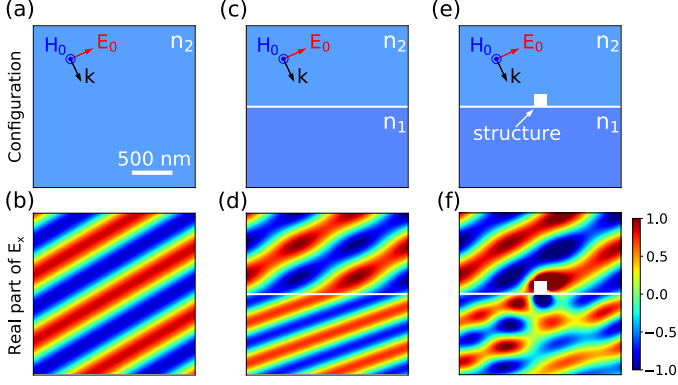 (a)
(c)
(e)
Configuration
H₀
E₀
k
n₂
500 nm
H₀
E₀
k
n₂
n₁
H₀
E₀
k
n₂
structure
n₁
(b)
(d)
(f)
Real part of Eₓ
1.0
0.5
0.0
−0.5
−1.0